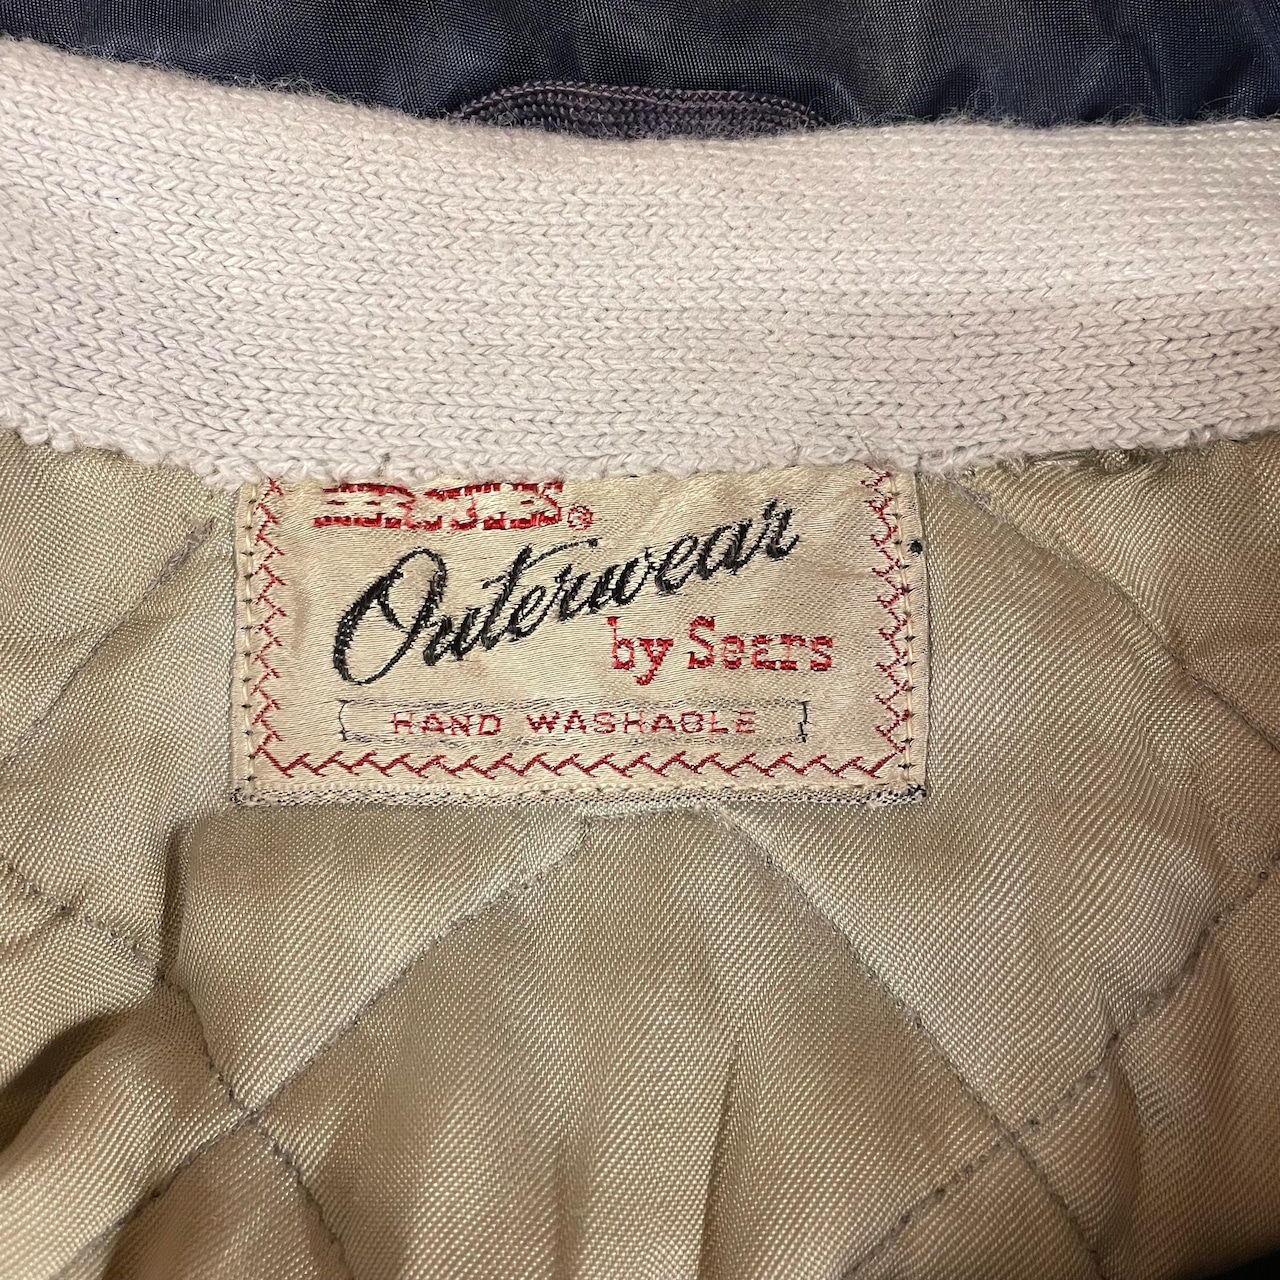 ®
Outerwear
by Sears
HAND WASHABLE